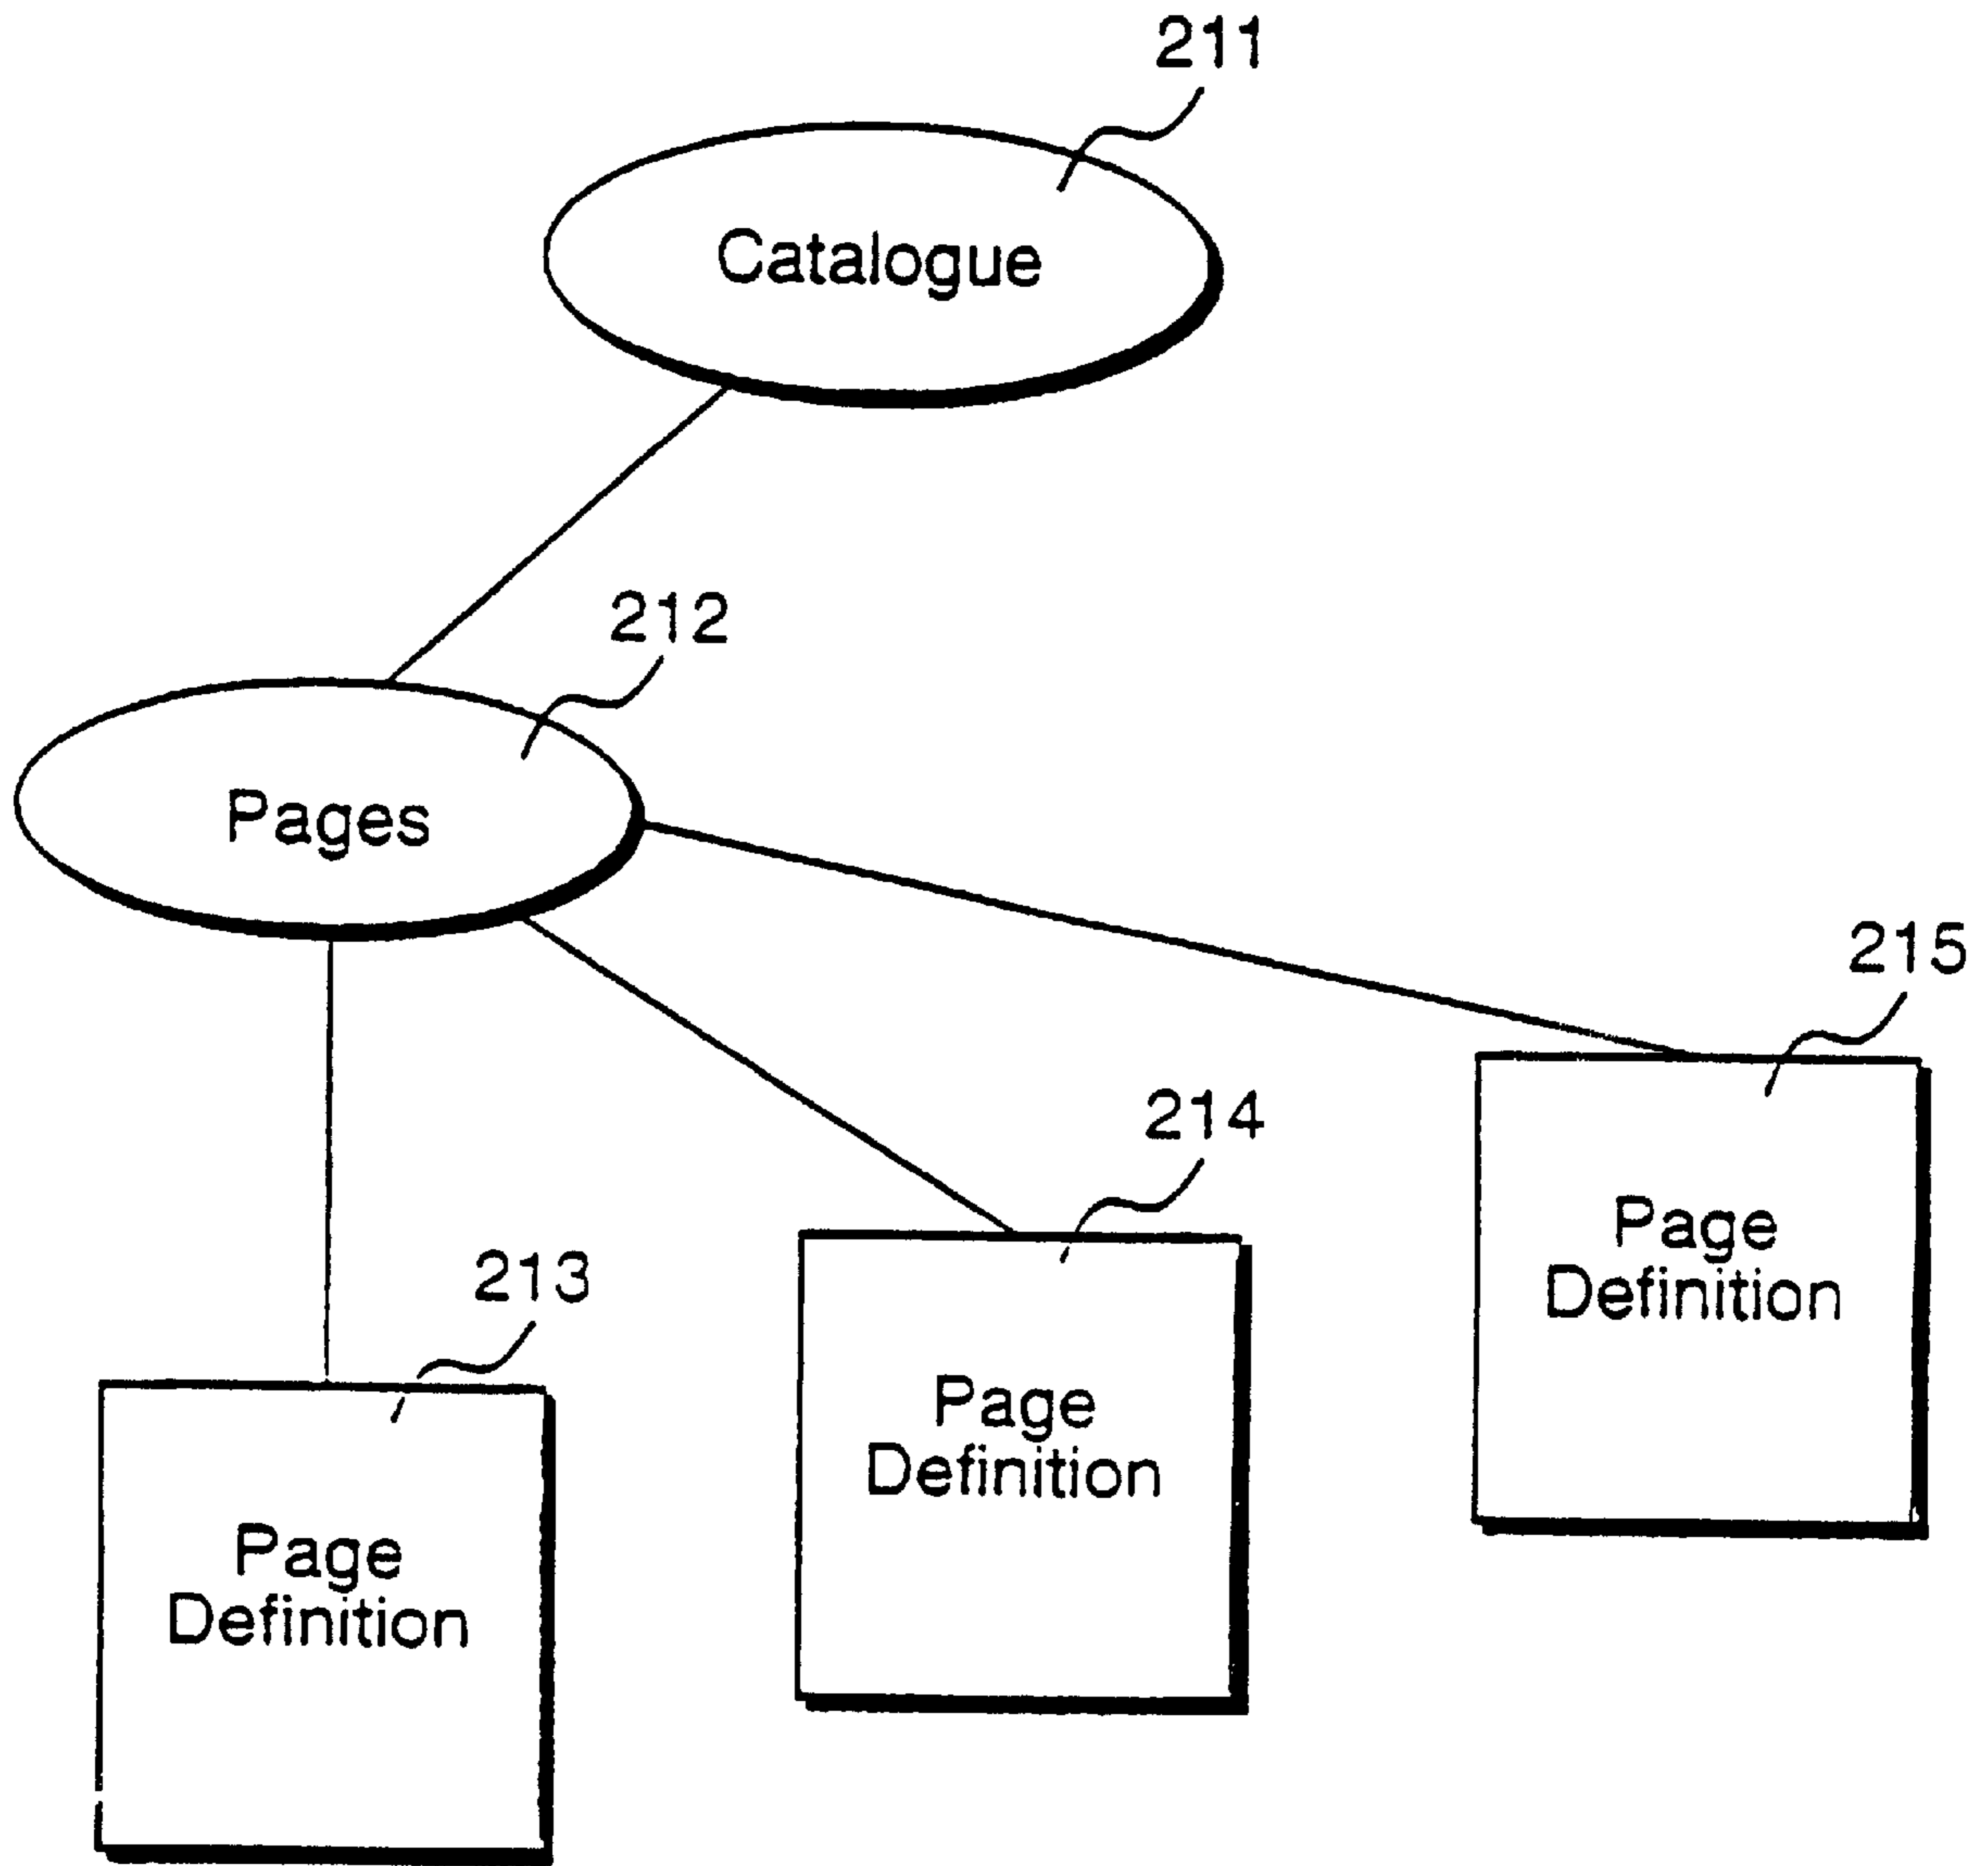 211
Catalogue
212
Pages
215
Page
Definition
214
Page
Definition
213
Page
Definition